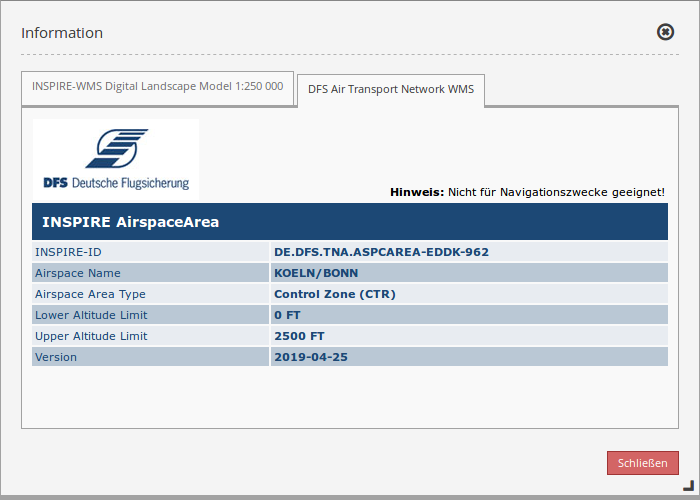 Information
INSPIRE-WMS Digital Landscape Model 1:250 000
DFS Air Transport Network WMS
DFS Deutsche Flugsicherung
Hinweis: Nicht für Navigationszwecke geeignet!
INSPIRE AirspaceArea
INSPIRE-ID DE.DFS.TNA.ASPCAREA-EDDK-962
Airspace Name KOELN/BONN
Airspace Area Type Control Zone (CTR)
Lower Altitude Limit 0 FT
Upper Altitude Limit 2500 FT
Version 2019-04-25
Schließen